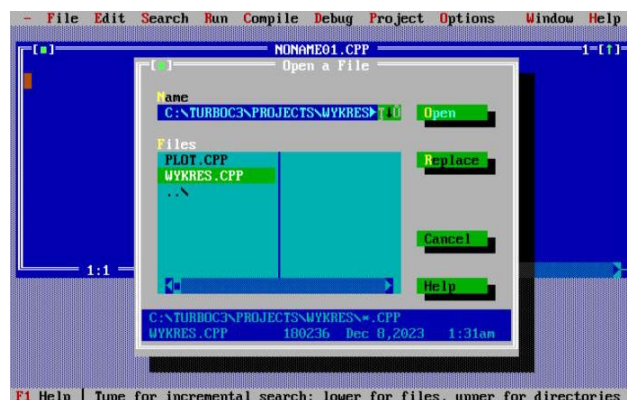 File Edit Search Run Compile Debug Project Options Window Help
NONAME01.CPP 1
Open a File
Name
C:\TURBOC3\PROJECTS\WYKRES
Open
Files
PLOT.CPP
WYKRES.CPP
..\
Replace
Cancel
Help
1:1
C:\TURBOC3\PROJECTS\WYKRES\*.CPP
WYKRES.CPP 180236 Dec 8,2023 1:31am
F1 Help | Type for incremental search: lower for files, upper for directories